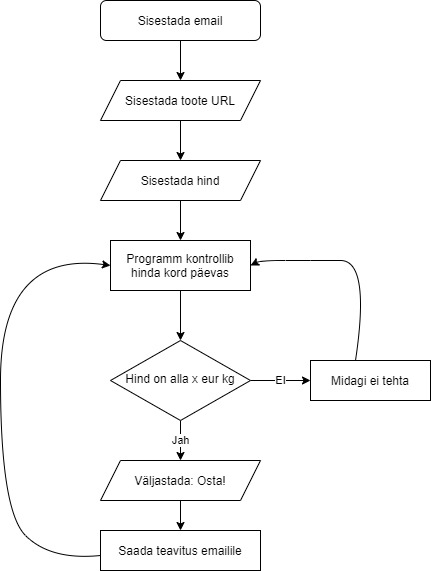 Sisestada email
Sisestada toote URL
Sisestada hind
Programm kontrollib
hinda kord päevas
Hind on alla x eur kg
EI
Midagi ei tehta
Jah
Väljastada: Osta!
Saada teavitus emailile